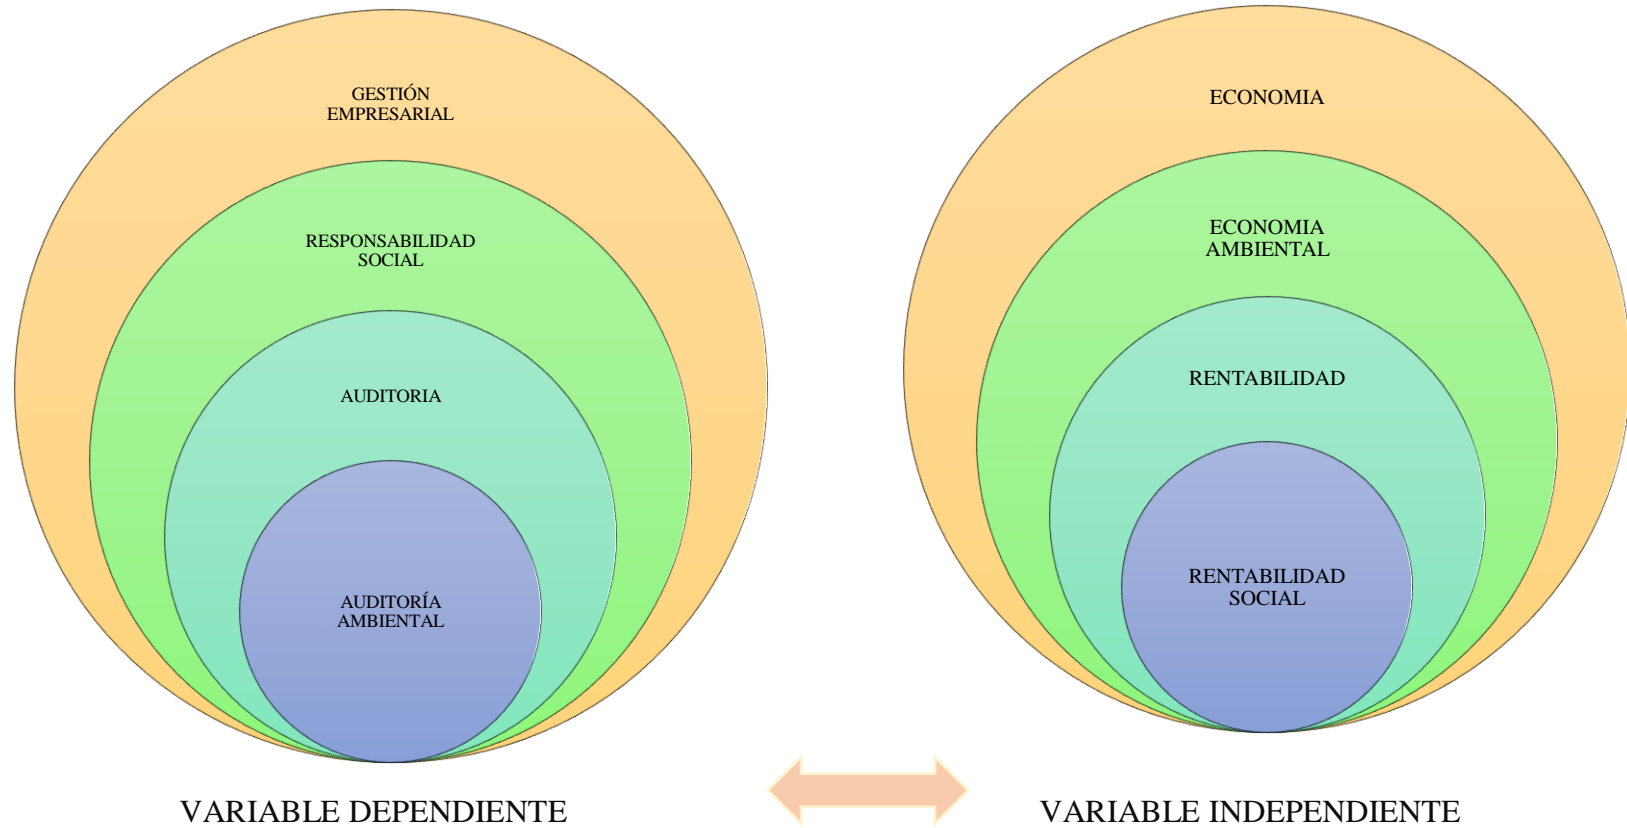 GESTIÓN
EMPRESARIAL
RESPONSABILIDAD
SOCIAL
AUDITORIA
AUDITORÍA
AMBIENTAL
VARIABLE DEPENDIENTE
ECONOMIA
ECONOMIA
AMBIENTAL
RENTABILIDAD
RENTABILIDAD
SOCIAL
VARIABLE INDEPENDIENTE